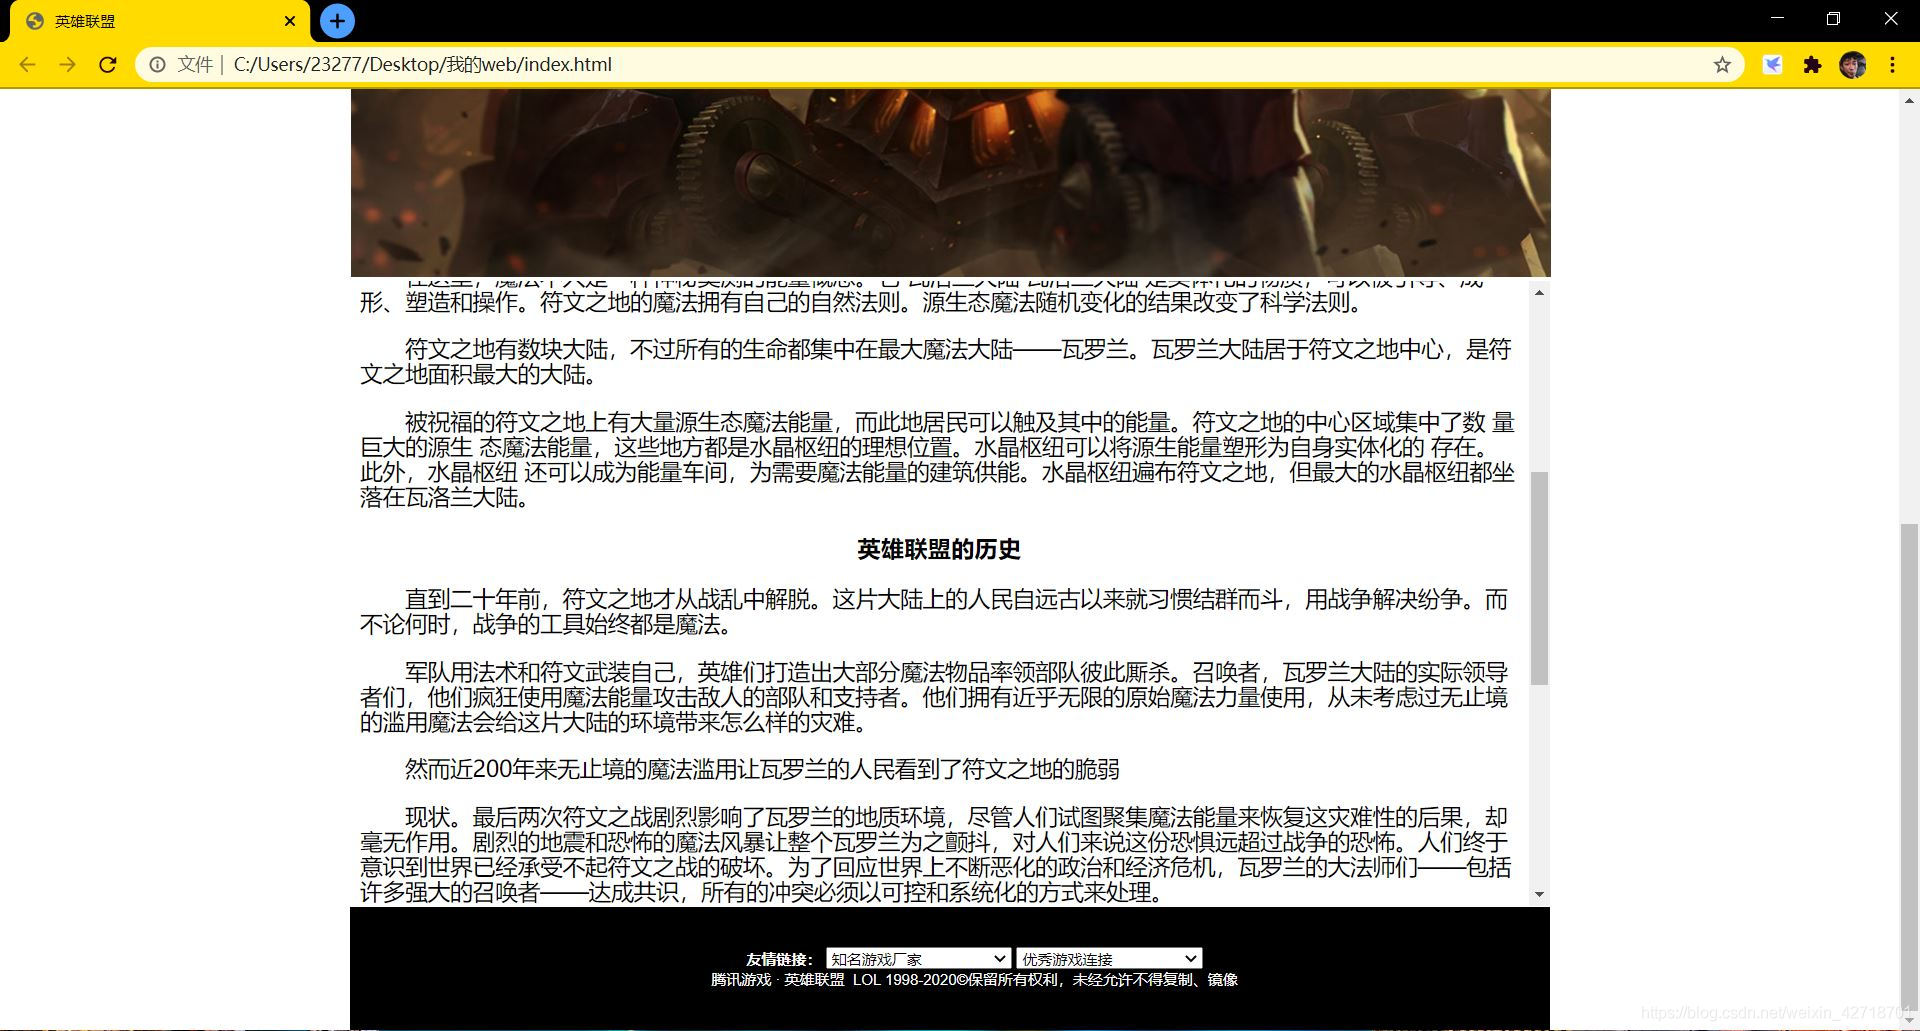 英雄联盟
文件 | C:/Users/23277/Desktop/我的web/index.html
形、塑造和操作。符文之地的魔法拥有自己的自然法则。源生态魔法随机变化的结果改变了科学法则。
符文之地有数块大陆，不过所有的生命都集中在最大魔法大陆——瓦罗兰。瓦罗兰大陆居于符文之地中心，是符
文之地面积最大的大陆。
被祝福的符文之地上有大量源生态魔法能量，而此地居民可以触及其中的能量。符文之地的中心区域集中了数 量
巨大的源生 态魔法能量，这些地方都是水晶枢纽的理想位置。水晶枢纽可以将源生能量塑形为自身实体化的 存在。
此外，水晶枢纽 还可以成为能量车间，为需要魔法能量的建筑供能。水晶枢纽遍布符文之地，但最大的水晶枢纽都坐
落在瓦洛兰大陆。
英雄联盟的历史
直到二十年前，符文之地才从战乱中解脱。这片大陆上的人民自远古以来就习惯结群而斗，用战争解决纷争。而
不论何时，战争的工具始终都是魔法。
军队用法术和符文武装自己，英雄们打造出大部分魔法物品率领部队彼此厮杀。召唤者，瓦罗兰大陆的实际领导
者们，他们疯狂使用魔法能量攻击敌人的部队和支持者。他们拥有近乎无限的原始魔法力量使用，从未考虑过无止境
的滥用魔法会给这片大陆的环境带来怎么样的灾难。
然而近200年来无止境的魔法滥用让瓦罗兰的人民看到了符文之地的脆弱
现状。最后两次符文之战剧烈影响了瓦罗兰的地质环境，尽管人们试图聚集魔法能量来恢复这灾难性的后果，却
毫无作用。剧烈的地震和恐怖的魔法风暴让整个瓦罗兰为之颤抖，对人们来说这份恐惧远超过战争的恐怖。人们终于
意识到世界已经承受不起符文之战的破坏。为了回应世界上不断恶化的政治和经济危机，瓦罗兰的大法师们——包括
许多强大的召唤者——达成共识，所有的冲突必须以可控和系统化的方式来处理。
友情链接： 知名游戏厂家 优秀游戏连接
腾讯游戏 · 英雄联盟 LOL 1998-2020©保留所有权利，未经允许不得复制、镜像